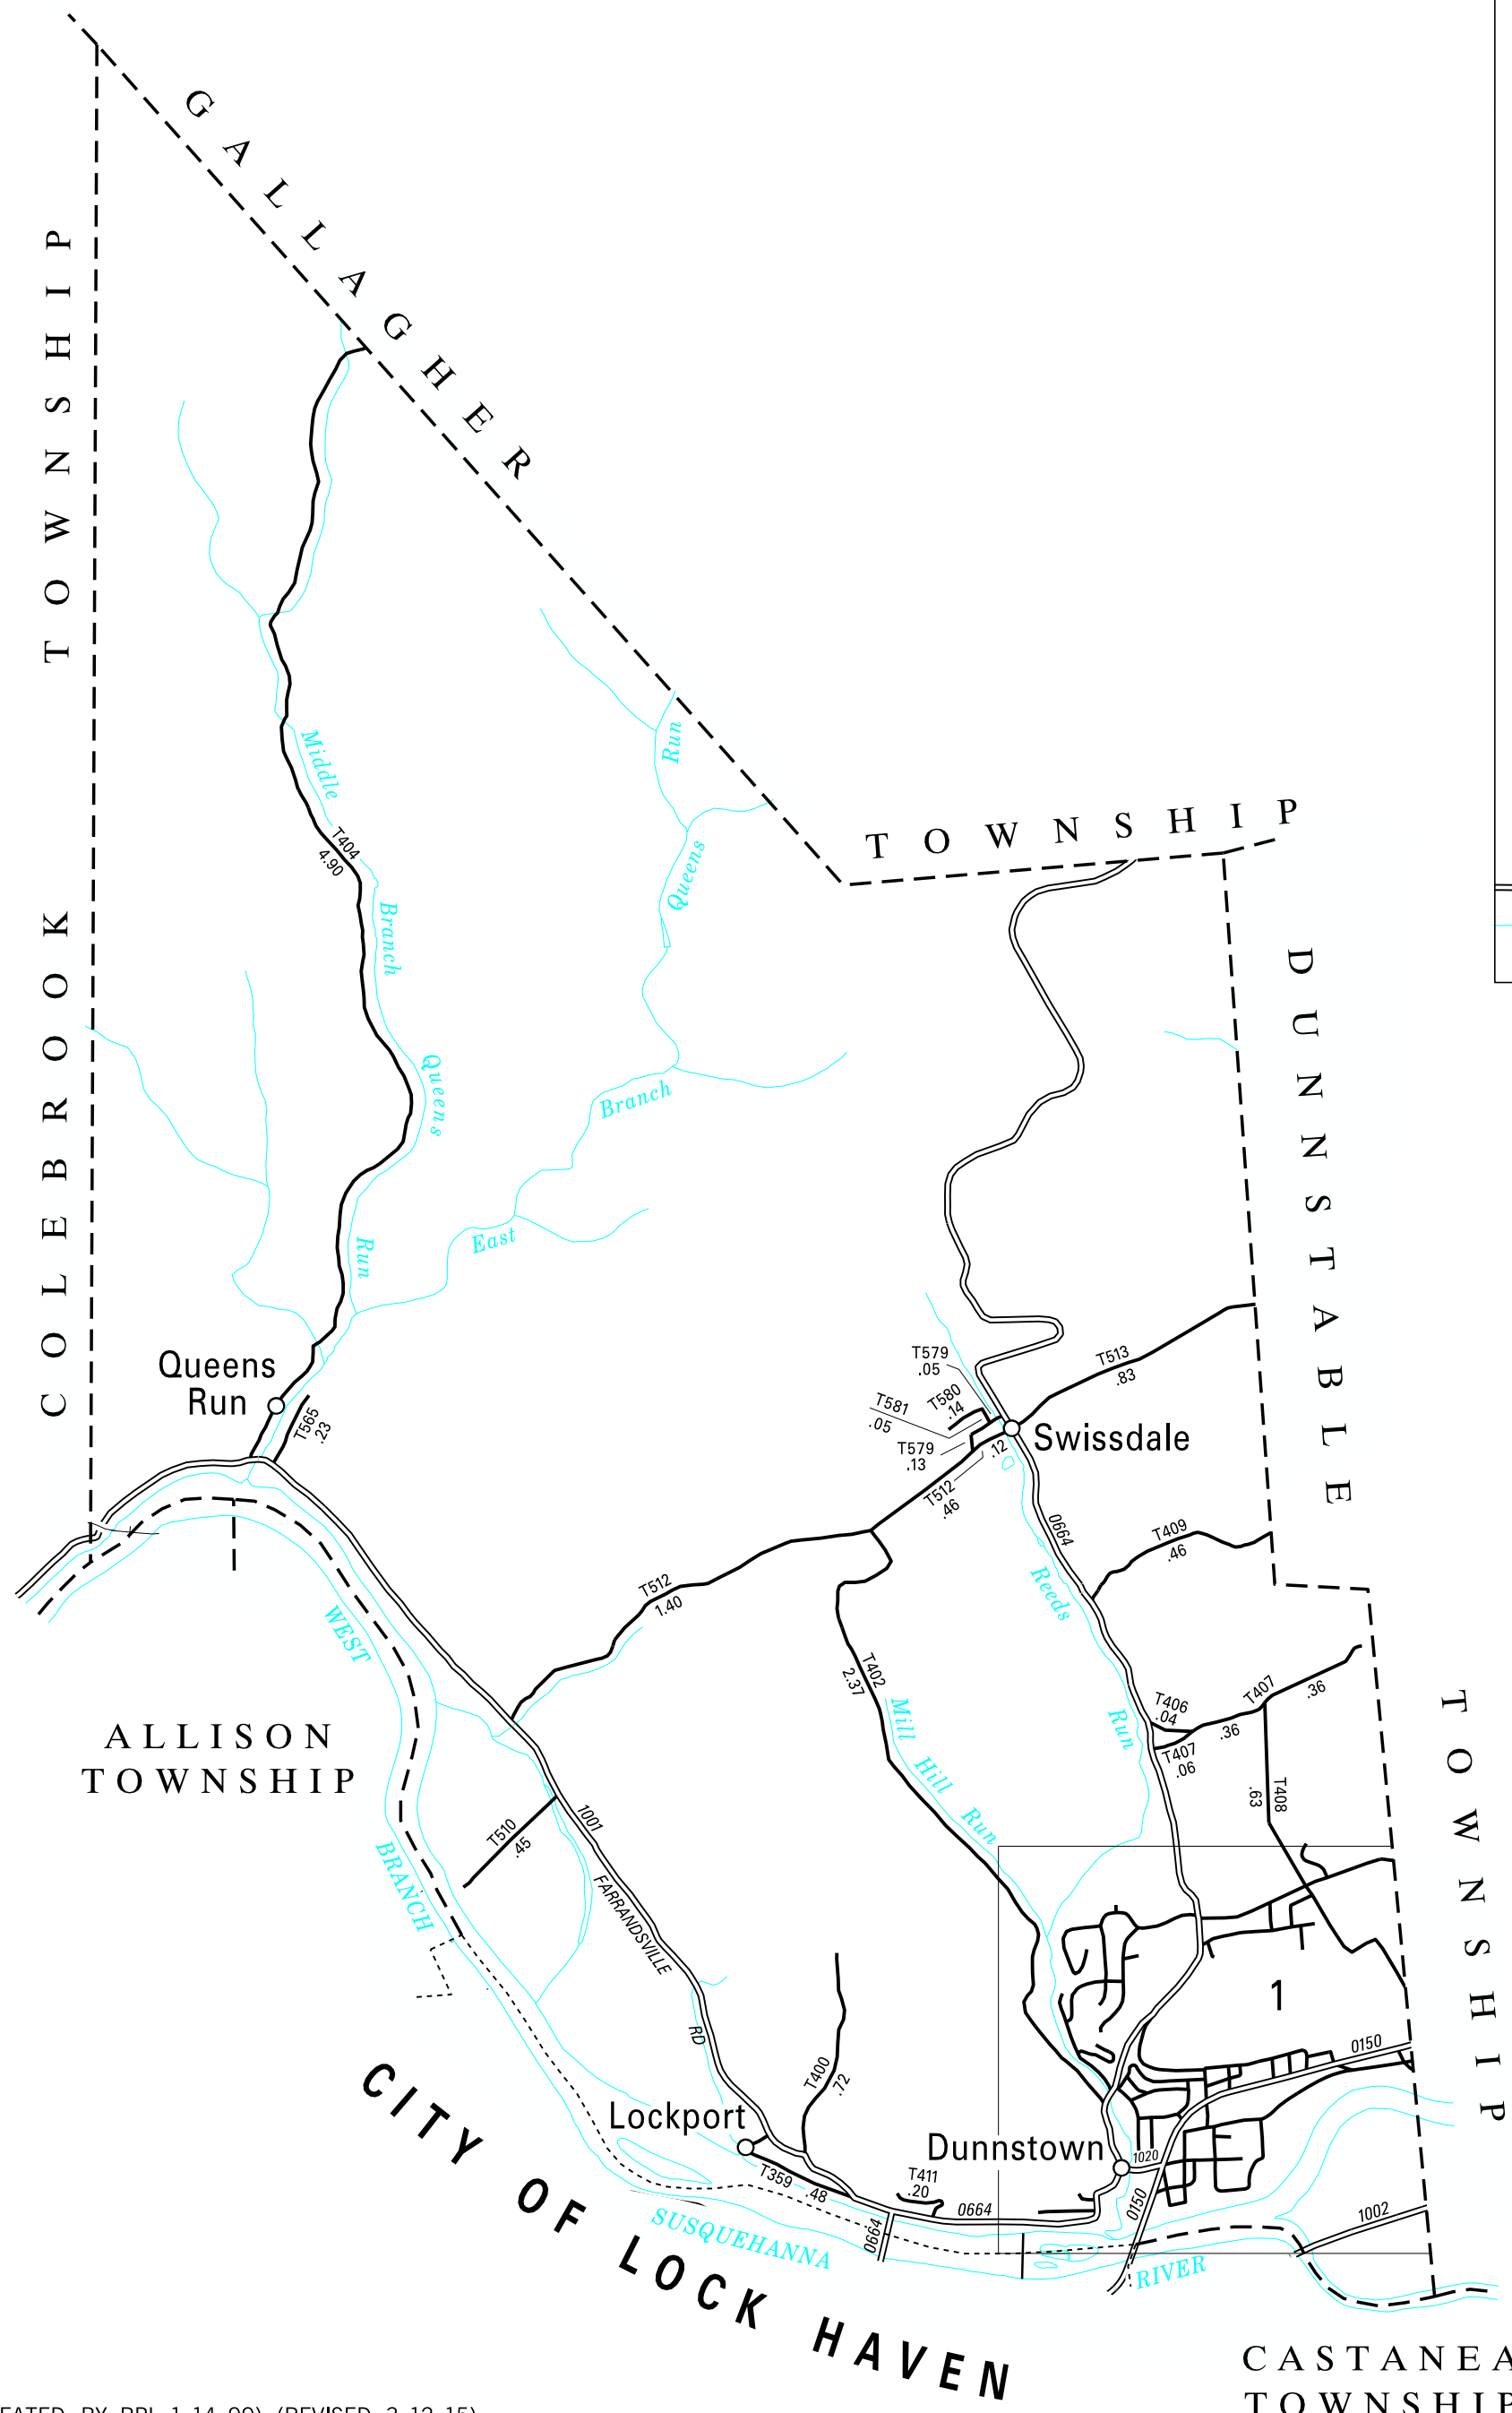 GALLAGHER
TOWNSHIP
COLEBROOK TOWNSHIP
DUNSTABLE
TOWNSHIP
Middle
Branch
Queens
Run
T404
4.90
Run
Queens
Branch
East
Queens
Run
T565
.23
T579
.05
T580
.14
T581
.05
T579
.13
.12
T512
.46
T513
.83
Swissdale
0664
T409
.46
Reeds
Run
T512
1.40
T402
2.37
Mill Hill Run
T406
.04
T407
.36
.36
T407
.06
T408
.63
WEST
BRANCH
SUSQUEHANNA
RIVER
ALLISON
TOWNSHIP
T510
.45
1001
FARRANDSVILLE
RD
T400
.72
1
0150
Lockport
T359 .48
T411
.20
0664
0664
Dunnstown
1020
0150
1002
CITY OF LOCK HAVEN
CASTANEA
TOWNSHIP